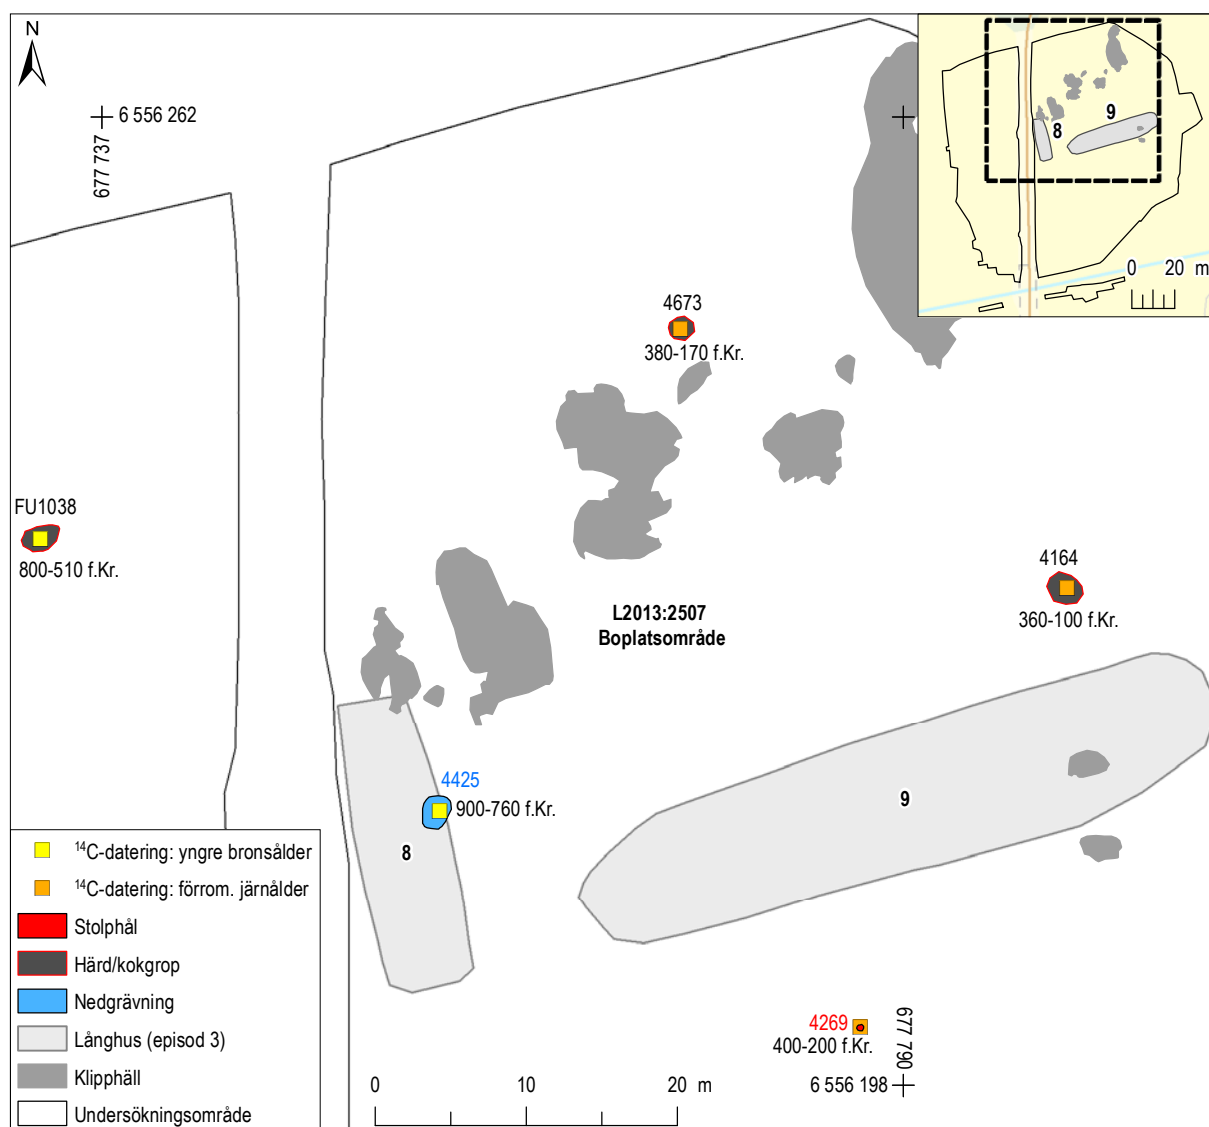 N
6 556 262
677 737
8
9
0 20 m
4673
380-170 f.Kr.
FU1038
800-510 f.Kr.
4164
360-100 f.Kr.
L2013:2507
Boplatsområde
4425
900-760 f.Kr.
8
9
4269
400-200 f.Kr.
677 790
6 556 198
0 10 20 m
14C-datering: yngre bronsålder
14C-datering: förrom. järnålder
Stolphål
Härd/kokgrop
Nedgrävning
Långhus (episod 3)
Klipphäll
Undersökningsområde